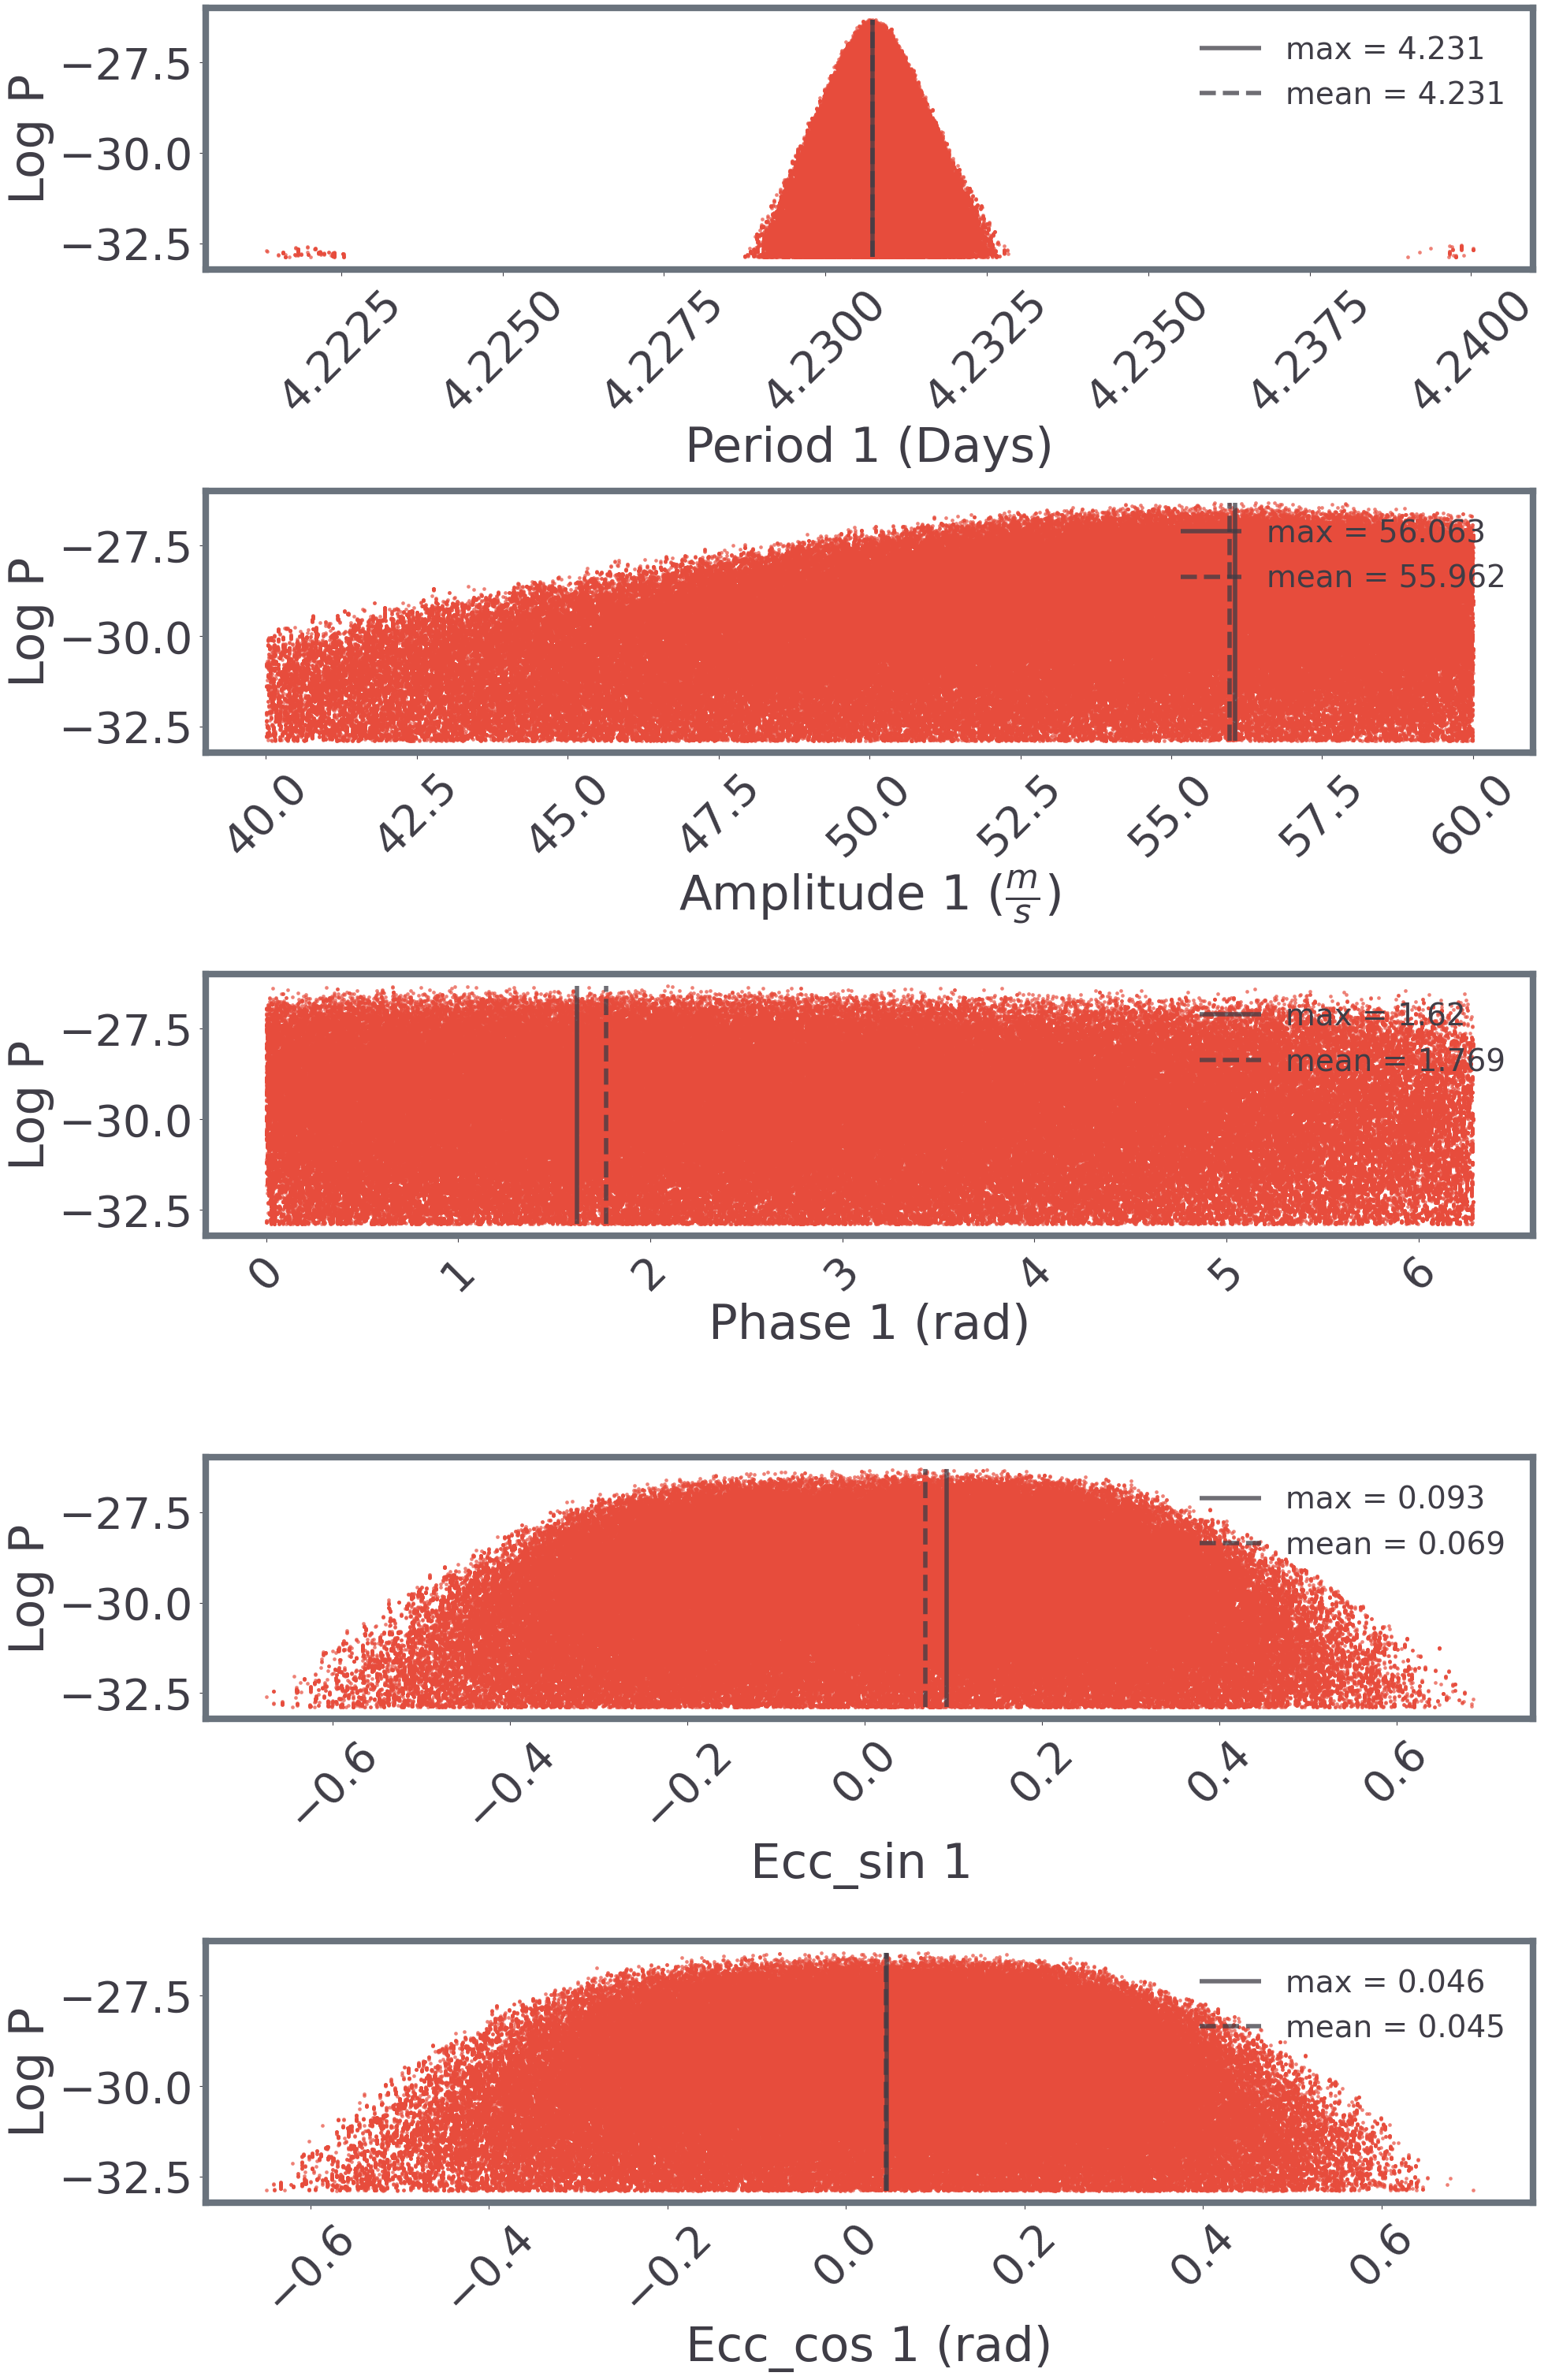 Log P
−27.5
−30.0
−32.5
max = 4.231
mean = 4.231
4.2225 4.2250 4.2275 4.2300 4.2325 4.2350 4.2375 4.2400
Period 1 (Days)
Log P
−27.5
−30.0
−32.5
max = 56.063
mean = 55.962
40.0 42.5 45.0 47.5 50.0 52.5 55.0 57.5 60.0
Amplitude 1 (m/s)
Log P
−27.5
−30.0
−32.5
max = 1.62
mean = 1.769
0 1 2 3 4 5 6
Phase 1 (rad)
Log P
−27.5
−30.0
−32.5
max = 0.093
mean = 0.069
−0.6 −0.4 −0.2 0.0 0.2 0.4 0.6
Ecc_sin 1
Log P
−27.5
−30.0
−32.5
max = 0.046
mean = 0.045
−0.6 −0.4 −0.2 0.0 0.2 0.4 0.6
Ecc_cos 1 (rad)